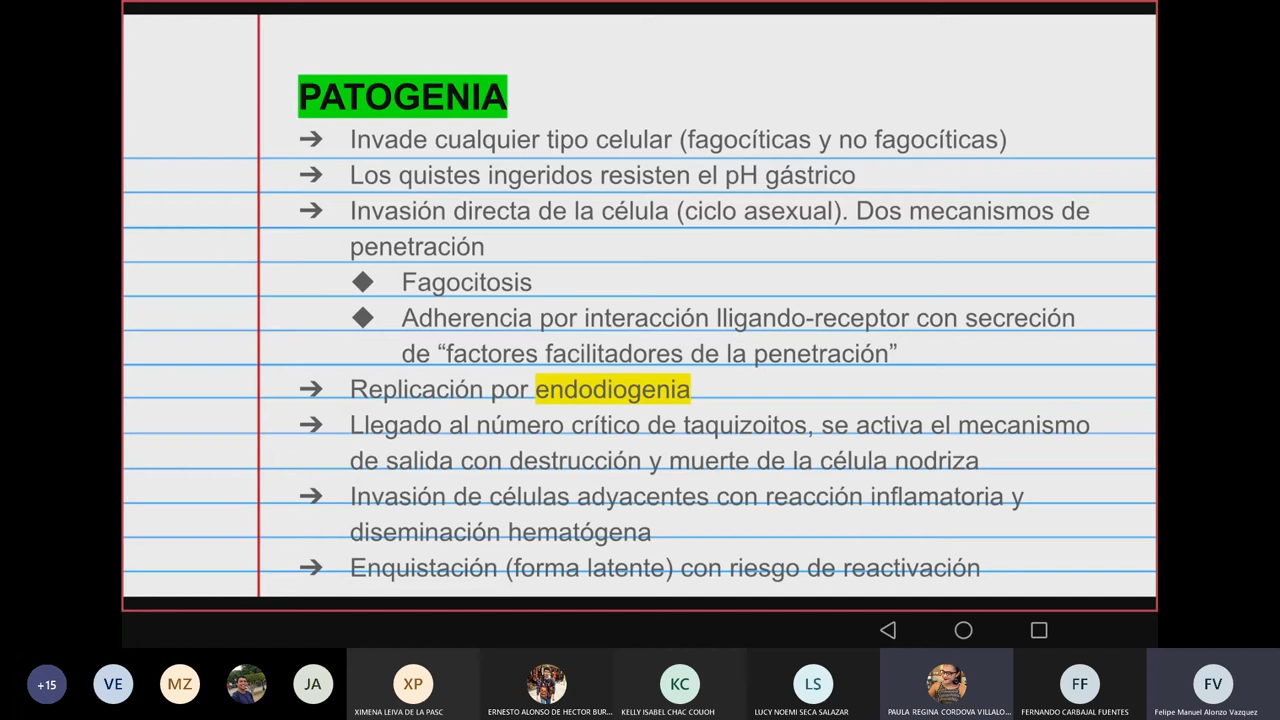 PATOGENIA
➔ Invade cualquier tipo celular (fagocíticas y no fagocíticas)
➔ Los quistes ingeridos resisten el pH gástrico
➔ Invasión directa de la célula (ciclo asexual). Dos mecanismos de
penetración
◆ Fagocitosis
◆ Adherencia por interacción lligando-receptor con secreción
de “factores facilitadores de la penetración”
➔ Replicación por endodiogenia
➔ Llegado al número crítico de taquizoitos, se activa el mecanismo
de salida con destrucción y muerte de la célula nodriza
➔ Invasión de células adyacentes con reacción inflamatoria y
diseminación hematógena
➔ Enquistación (forma latente) con riesgo de reactivación
+15 VE MZ JA XP KC LS FF FV
XIMENA LEIVA DE LA PASC ERNESTO ALONSO DE HECTOR BUR... KELLY ISABEL CHAC COUOH LUCY NOEMI SECA SALAZAR PAULA REGINA CORDOVA VILLALO... FERNANDO CARBAJAL FUENTES Felipe Manuel Alonzo Vazquez